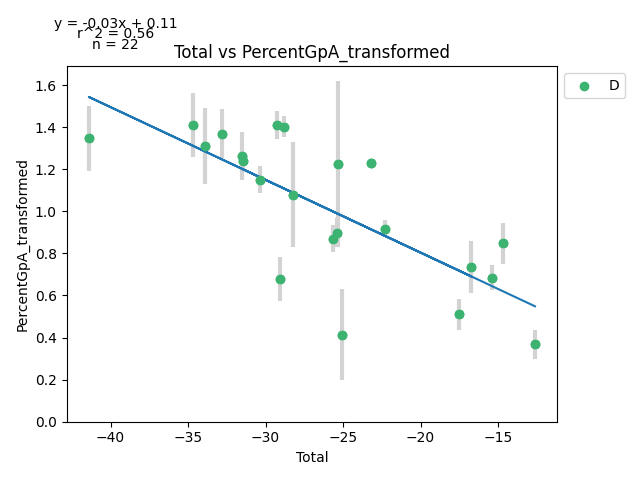 y = -0.03x + 0.11
r^2 = 0.56
n = 22
Total vs PercentGpA_transformed
D
PercentGpA_transformed
1.6
1.4
1.2
1.0
0.8
0.6
0.4
0.2
0.0
−40 −35 −30 −25 −20 −15
Total